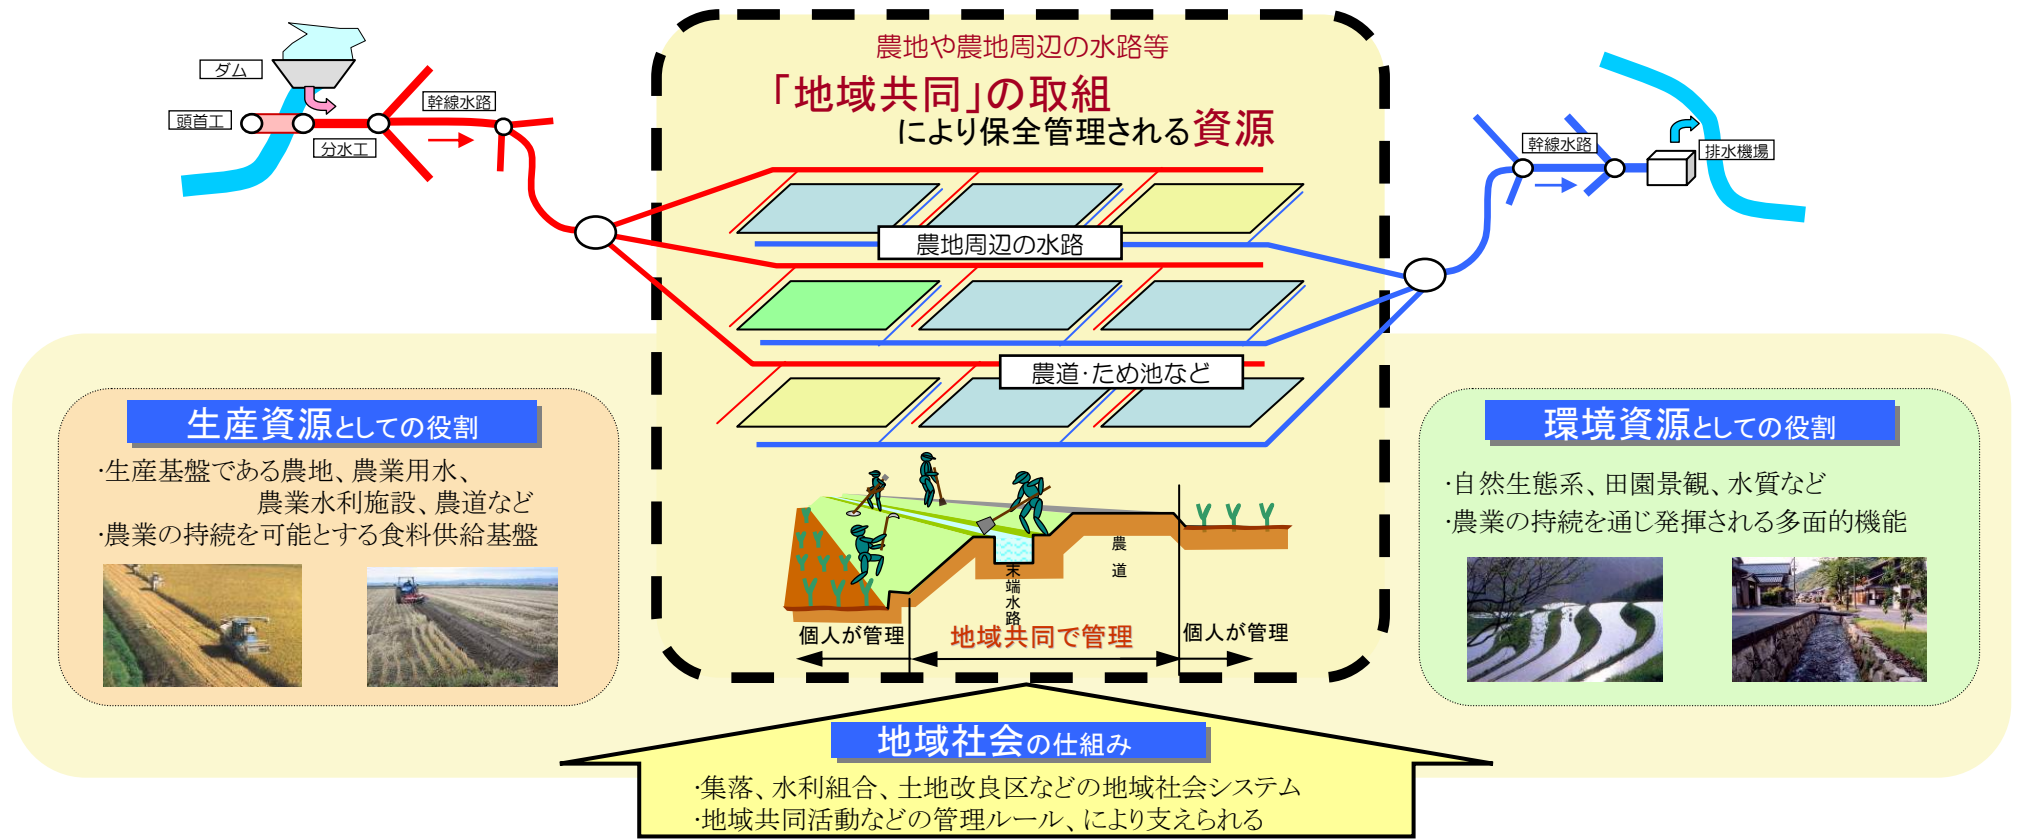 農地や農地周辺の水路等
「地域共同」の取組
により保全管理される資源
ダム
頭首工
分水工
幹線水路
幹線水路
排水機場
農地周辺の水路
農道・ため池など
生産資源としての役割
・生産基盤である農地、農業用水、
農業水利施設、農道など
・農業の持続を可能とする食料供給基盤
末端水路
農道
個人が管理
地域共同で管理
個人が管理
環境資源としての役割
・自然生態系、田園景観、水質など
・農業の持続を通じ発揮される多面的機能
地域社会の仕組み
・集落、水利組合、土地改良区などの地域社会システム
・地域共同活動などの管理ルール、により支えられる